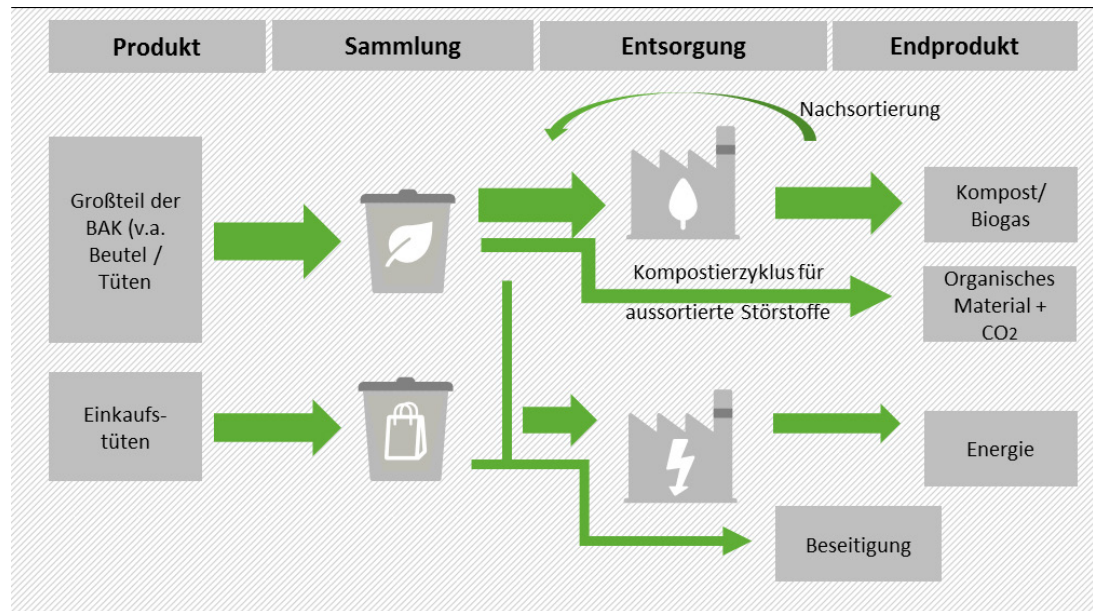 Produkt
Sammlung
Entsorgung
Endprodukt
Nachsortierung
Großteil der
BAK (v.a.
Beutel /
Tüten
Kompost/
Biogas
Kompostierzyklus für
aussortierte Störstoffe
Organisches
Material +
CO2
Einkaufs-
tüten
Energie
Beseitigung